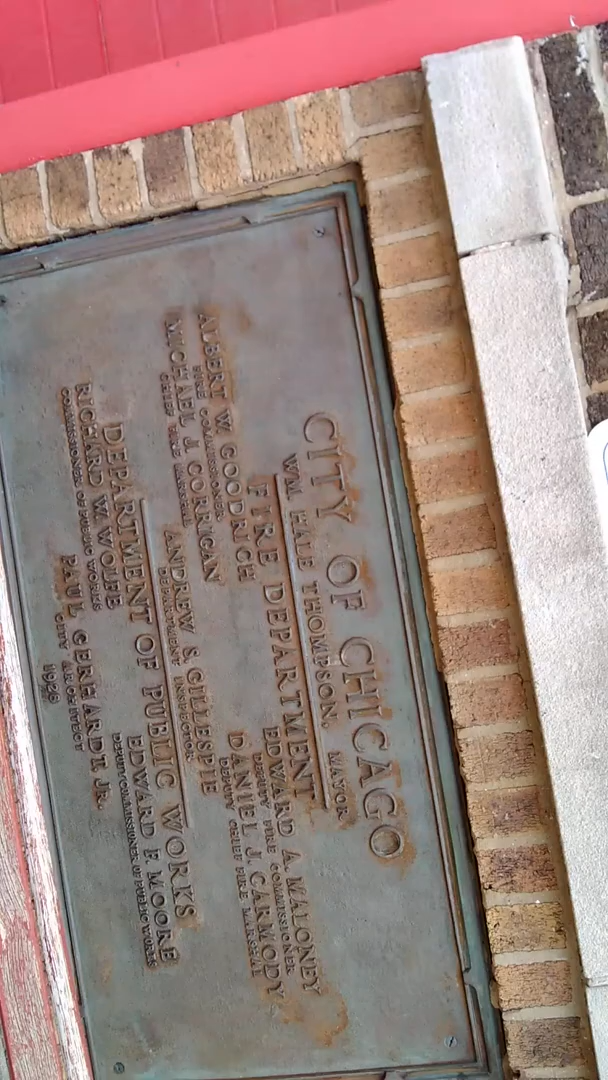 CITY OF CHICAGO
WM. HALE THOMPSON, MAYOR
FIRE DEPARTMENT
ALBERT W. GOODRICH EDWARD A. MALONEY
FIRE COMMISSIONER DEPUTY FIRE COMMISSIONER
MICHAEL J. CORRIGAN DANIEL J. CARMODY
CHIEF FIRE MARSHAL DEPUTY CHIEF FIRE MARSHAL
ANDREW S. GILLESPIE
DEPARTMENT INSPECTOR
DEPARTMENT OF PUBLIC WORKS
RICHARD W. WOLFE EDWARD F. MOORE
COMMISSIONER OF PUBLIC WORKS DEPUTY COMMISSIONER OF PUBLIC WORKS
PAUL GERHARDT, JR.
CITY ARCHITECT